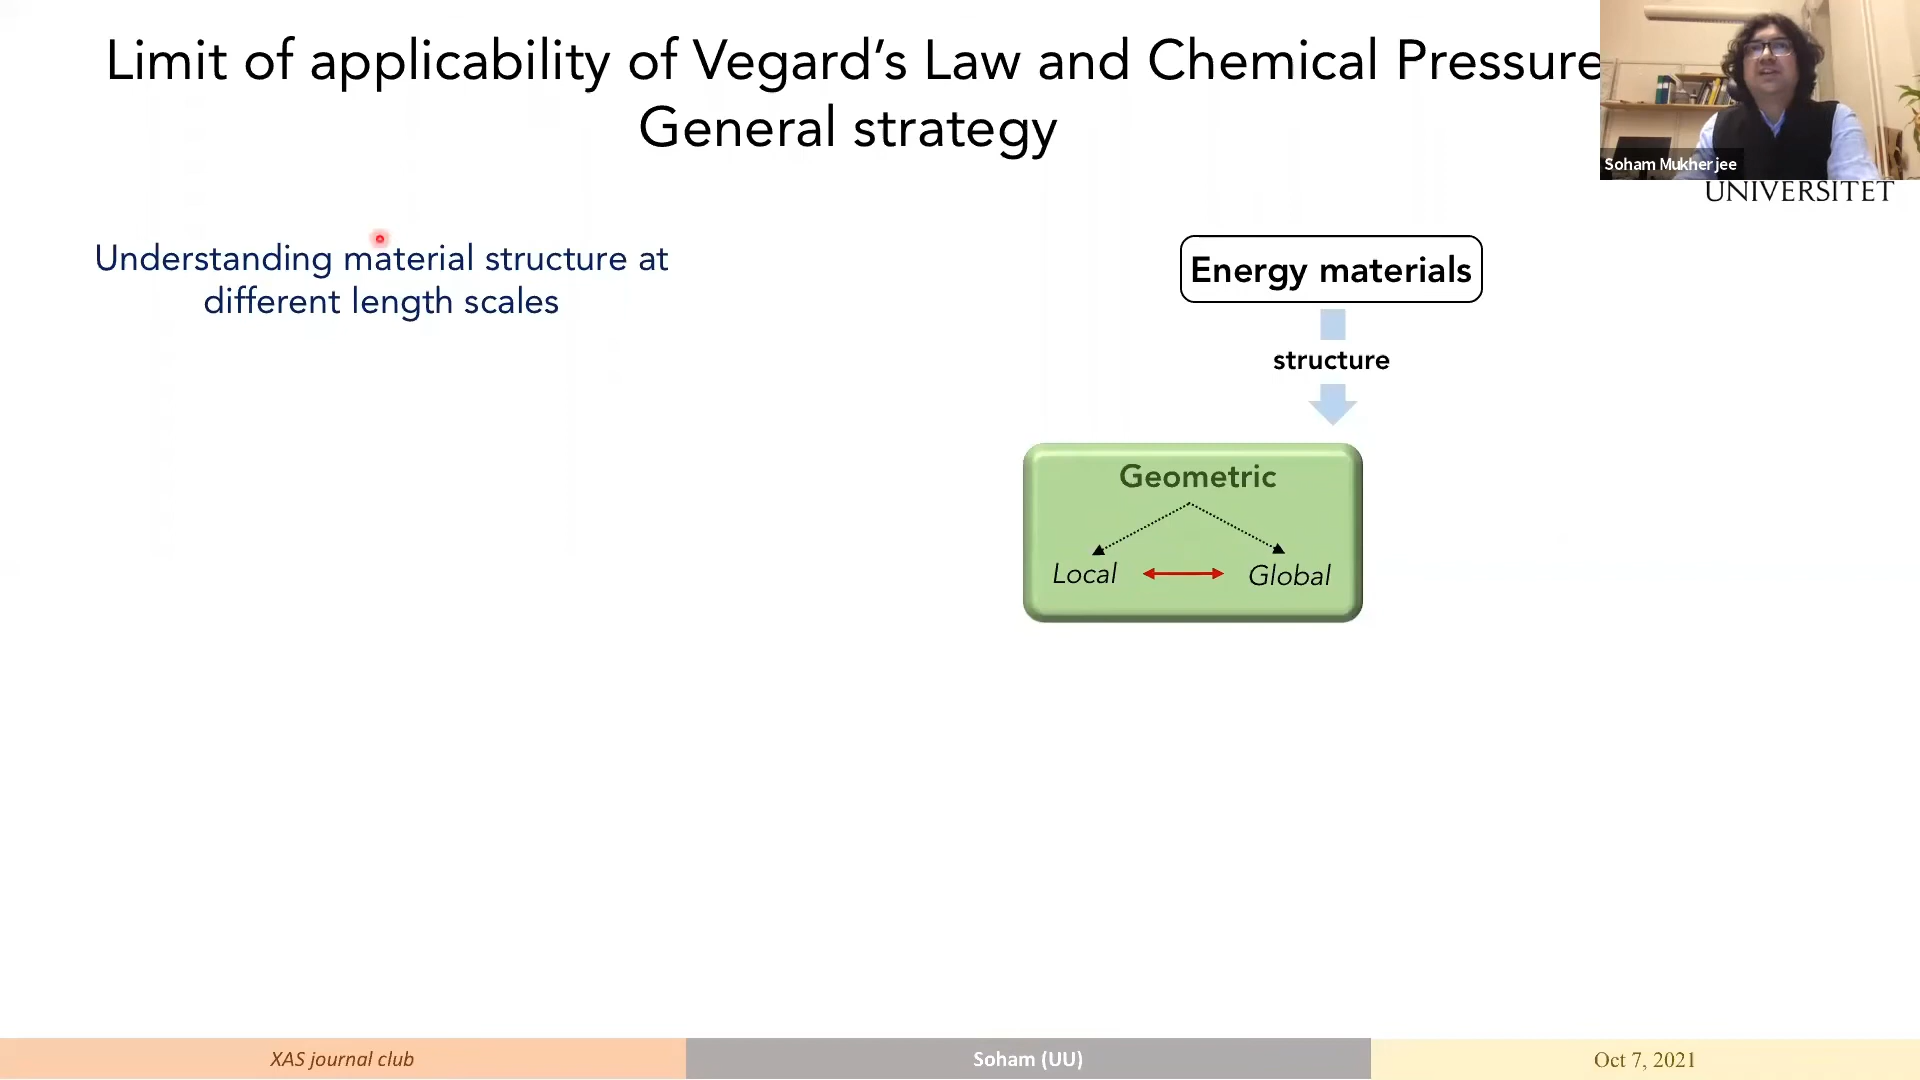 Limit of applicability of Vegard’s Law and Chemical Pressure
General strategy
Soham Mukherjee
UNIVERSITET
Understanding material structure at
different length scales
Energy materials
structure
Geometric
Local
Global
XAS journal club
Soham (UU)
Oct 7, 2021